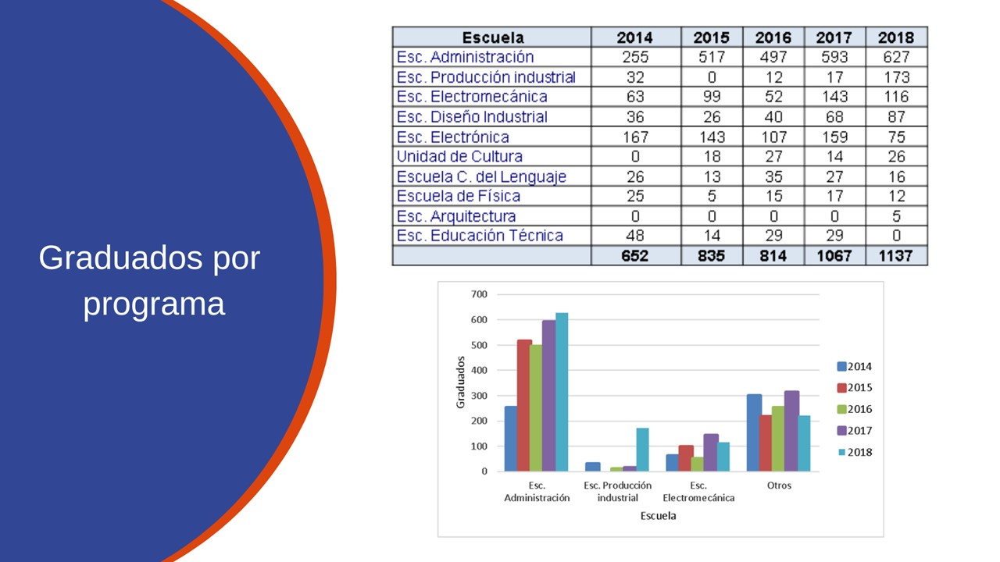 Graduados por
programa
Escuela 2014 2015 2016 2017 2018
Esc. Administración 255 517 497 593 627
Esc. Producción industrial 32 0 12 17 173
Esc. Electromecánica 63 99 52 143 116
Esc. Diseño Industrial 36 26 40 68 87
Esc. Electrónica 167 143 107 159 75
Unidad de Cultura 0 18 27 14 26
Escuela C. del Lenguaje 26 13 35 27 16
Escuela de Física 25 5 15 17 12
Esc. Arquitectura 0 0 0 0 5
Esc. Educación Técnica 48 14 29 29 0
652 835 814 1067 1137
700
600
500
400
300
200
100
0
Graduados
Esc. Administración
Esc. Producción industrial
Esc. Electromecánica
Otros
Escuela
2014
2015
2016
2017
2018